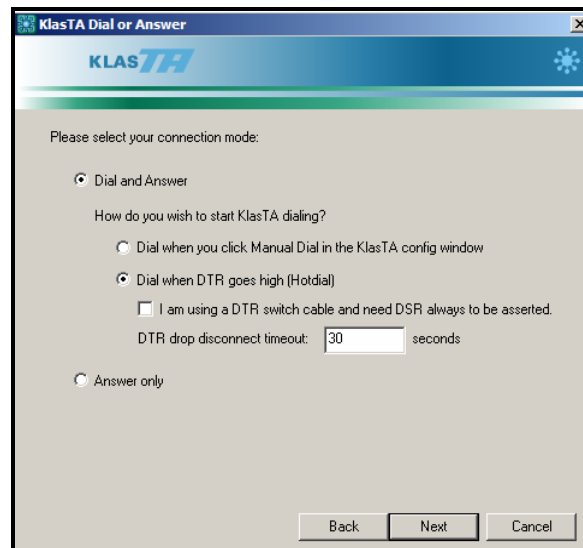 KlasTA Dial or Answer
KLASTA
Please select your connection mode:
Dial and Answer
How do you wish to start KlasTA dialing?
Dial when you click Manual Dial in the KlasTA config window
Dial when DTR goes high (Hotdial)
I am using a DTR switch cable and need DSR always to be asserted.
DTR drop disconnect timeout: 30 seconds
Answer only
Back Next Cancel